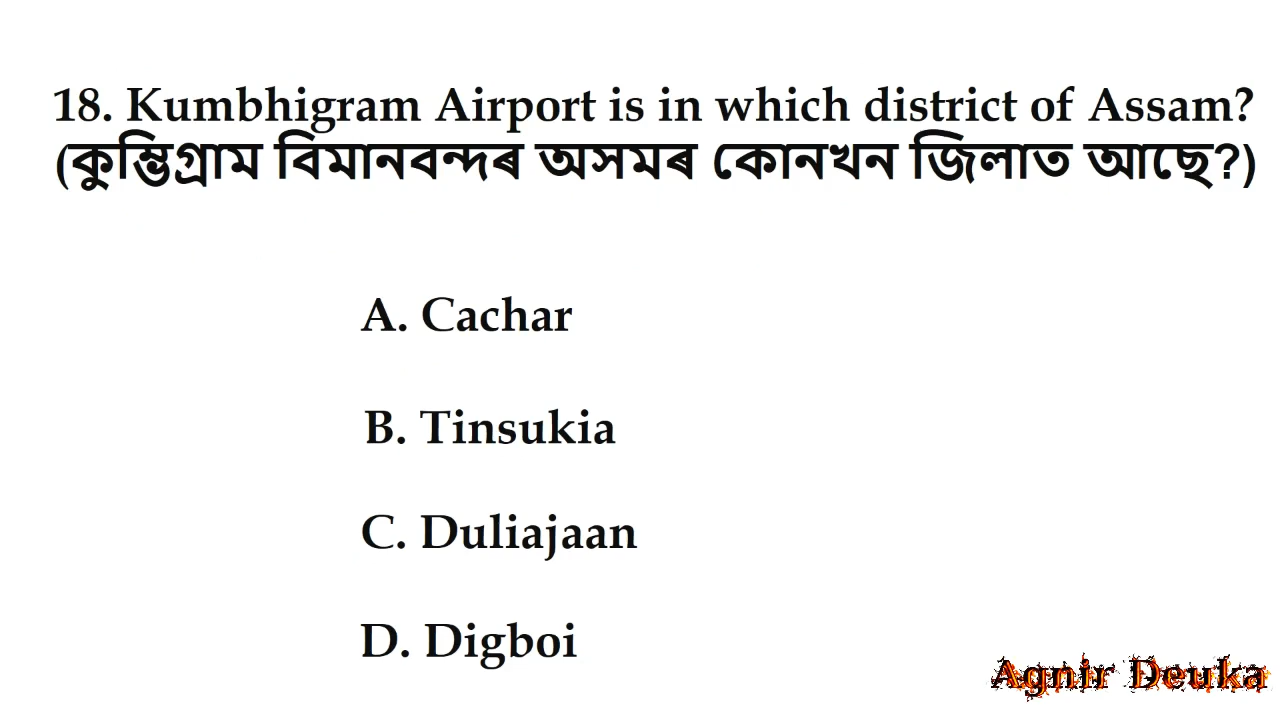 18. Kumbhigram Airport is in which district of Assam?
(কুম্ভিগ্ৰাম বিমানবন্দৰ অসমৰ কোনখন জিলাত আছে?)
A. Cachar
B. Tinsukia
C. Duliajaan
D. Digboi
Agnir Deuka